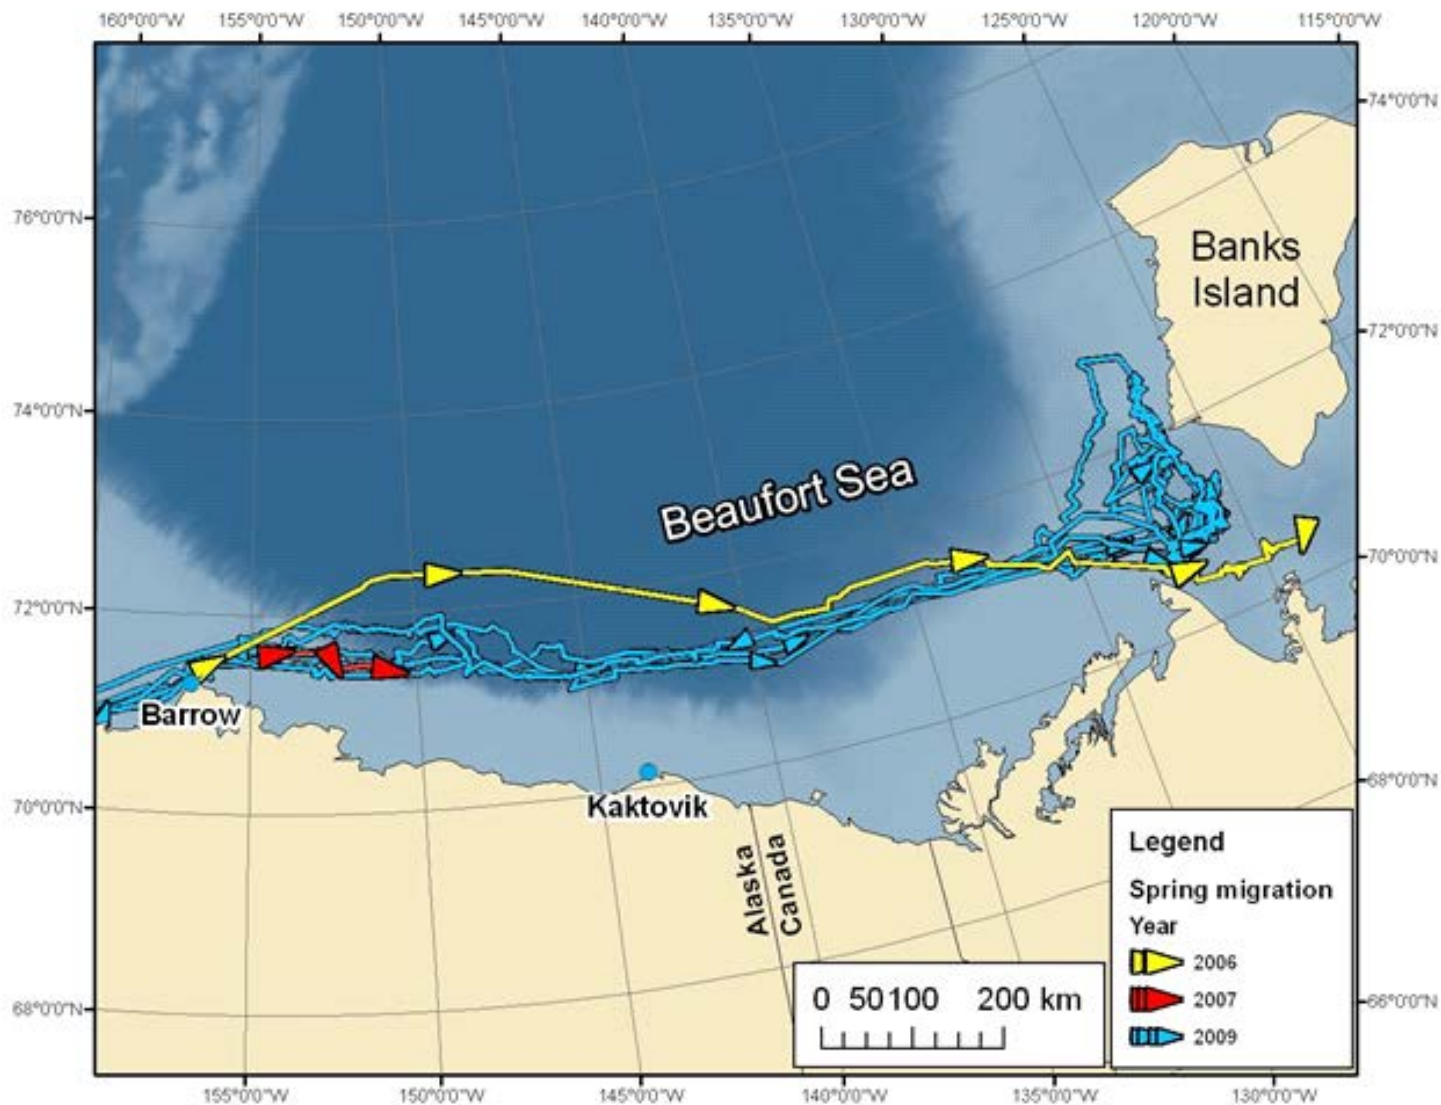 160°0'0"W 155°0'0"W 150°0'0"W 145°0'0"W 140°0'0"W 135°0'0"W 130°0'0"W 125°0'0"W 120°0'0"W 115°0'0"W
74°0'0"N
76°0'0"N
Banks
Island
72°0'0"N
74°0'0"N
Beaufort Sea
70°0'0"N
72°0'0"N
Barrow
68°0'0"N
70°0'0"N
Kaktovik
Alaska
Canada
Legend
Spring migration
Year
2006
2007
2009
0 50 100 200 km
68°0'0"N
66°0'0"N
155°0'0"W 150°0'0"W 145°0'0"W 140°0'0"W 135°0'0"W 130°0'0"W